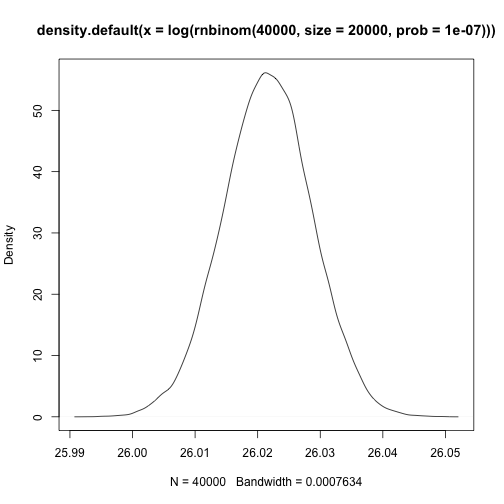 density.default(x = log(rnbinom(40000, size = 20000, prob = 1e-07)))
Density
50
40
30
20
10
0
25.99 26.00 26.01 26.02 26.03 26.04 26.05
N = 40000 Bandwidth = 0.0007634